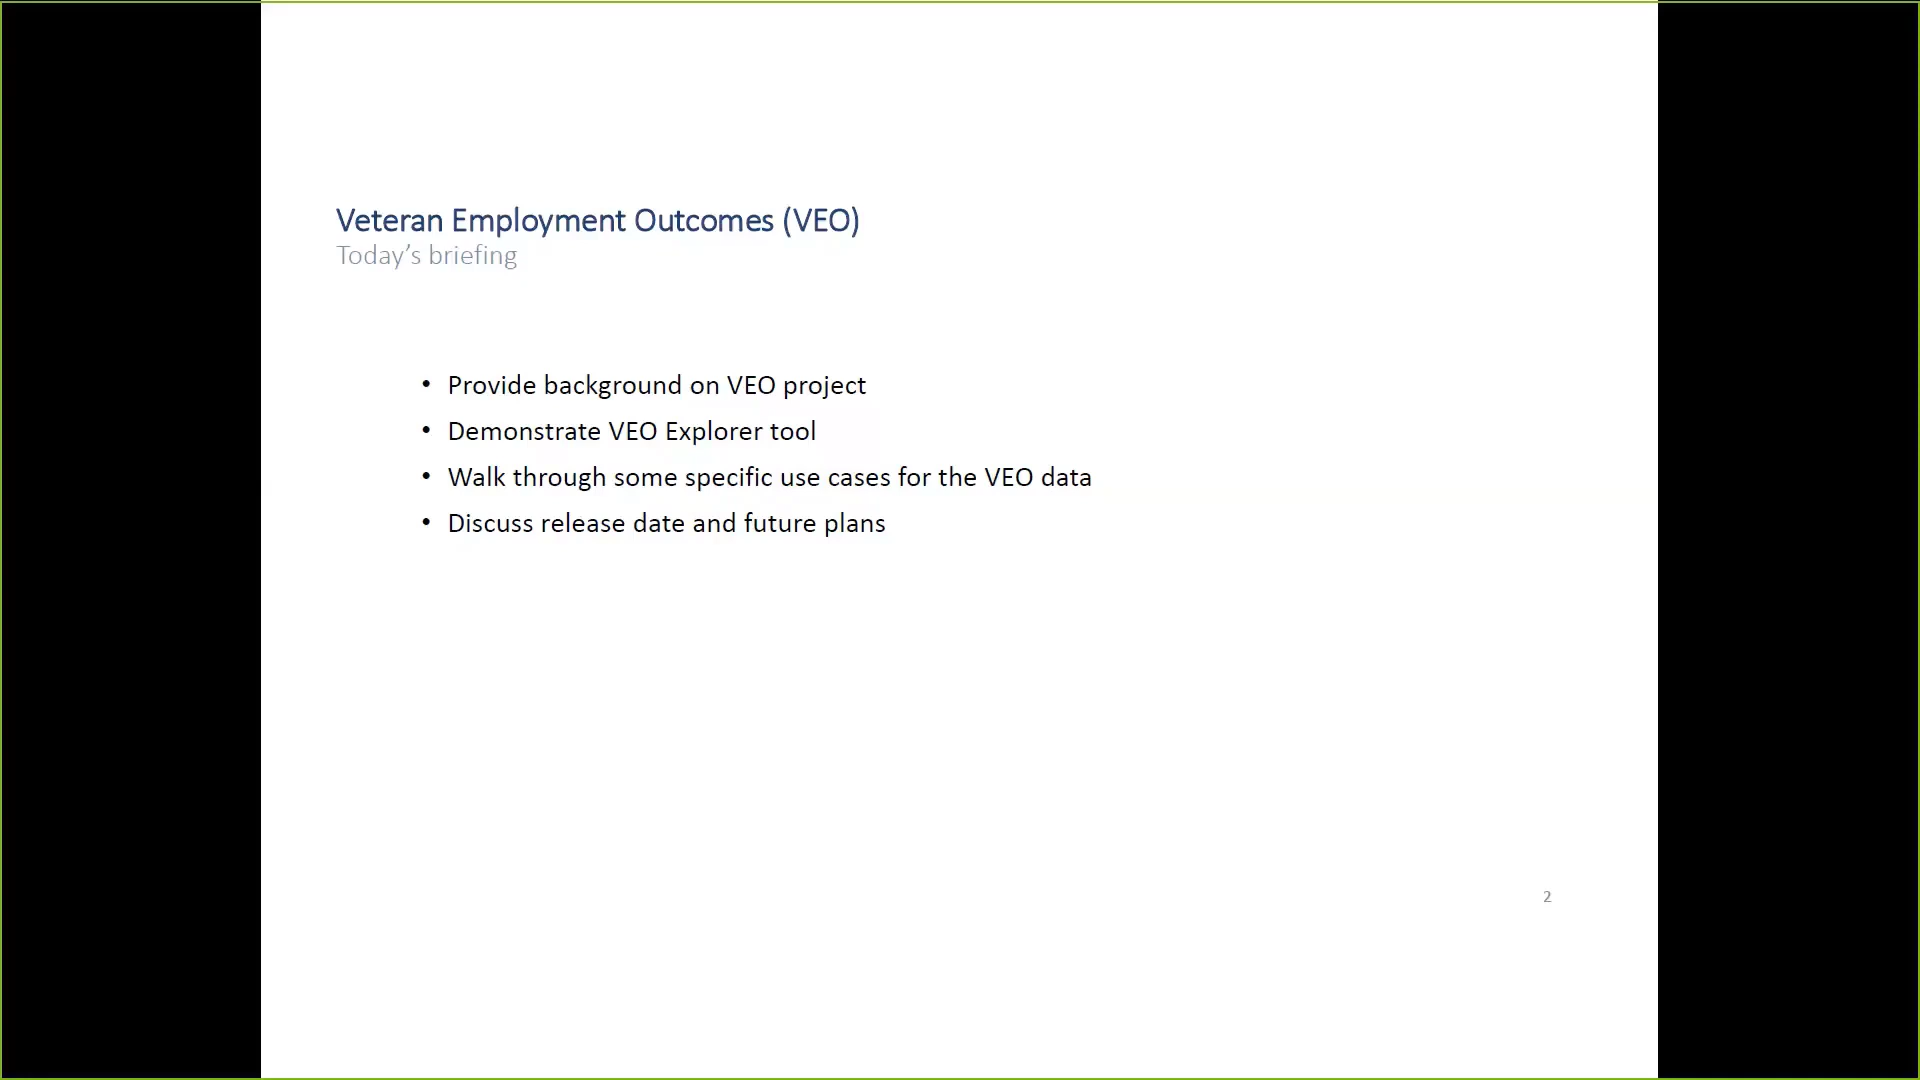 Veteran Employment Outcomes (VEO)
Today’s briefing
• Provide background on VEO project
• Demonstrate VEO Explorer tool
• Walk through some specific use cases for the VEO data
• Discuss release date and future plans
2